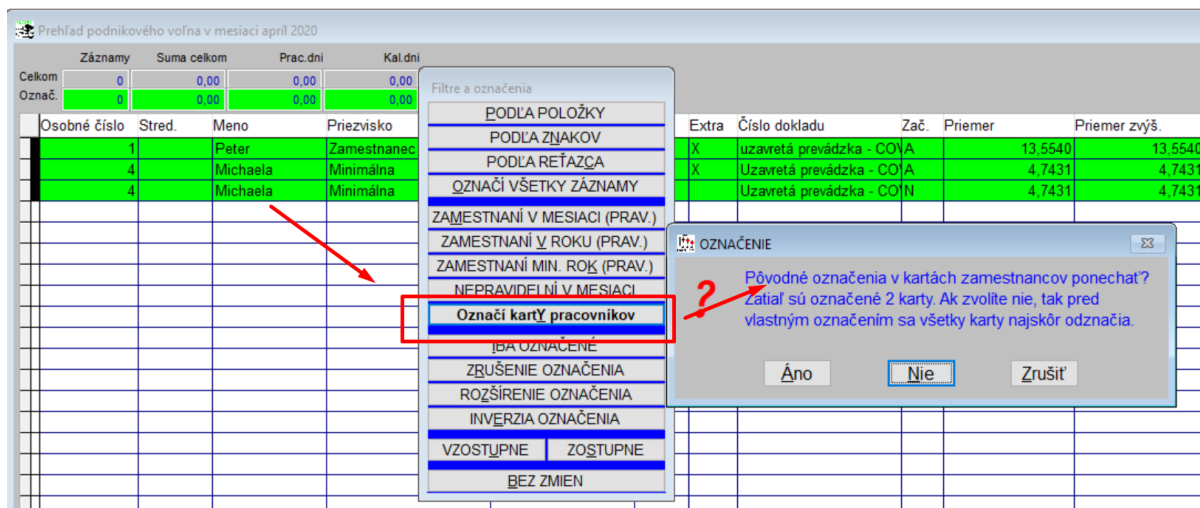 Prehľad podnikového voľna v mesiaci apríl 2020
Záznamy Suma celkom Prac.dni Kal.dni
Celkom 0 0,00 0,00 0,00
Označ. 0 0,00 0,00 0,00
Osobné číslo Stred. Meno Priezvisko Extra Číslo dokladu Zač. Priemer Priemer zvýš.
1 Peter Zamestnanec X uzavretá prevádzka - COV A 13,5540 13,5540
4 Michaela Minimálna X Uzavretá prevádzka - CO A 4,7431 4,7431
4 Michaela Minimálna Uzavretá prevádzka - CO N 4,7431 4,7431
Filtre a označenia
PODĽA POLOŽKY
PODĽA ZNAKOV
PODĽA REŤAZCA
OZNAČÍ VŠETKY ZÁZNAMY
ZAMESTNANÍ V MESIACI (PRAV.)
ZAMESTNANÍ V ROKU (PRAV.)
ZAMESTNANÍ MIN. ROK (PRAV.)
NEPRAVIDELNÍ V MESIACI
Označí kartY pracovníkov
IBA OZNAČENÉ
ZRUŠENIE OZNAČENIA
ROZŠÍRENIE OZNAČENIA
INVERZIA OZNAČENIA
VZOSTUPNE ZOSTUPNE
BEZ ZMIEN
OZNAČENIE
?
Pôvodné označenia v kartách zamestnancov ponechať?
Zatiaľ sú označené 2 karty. Ak zvolíte nie, tak pred
vlastným označením sa všetky karty najskôr odznačia.
Áno Nie Zrušiť